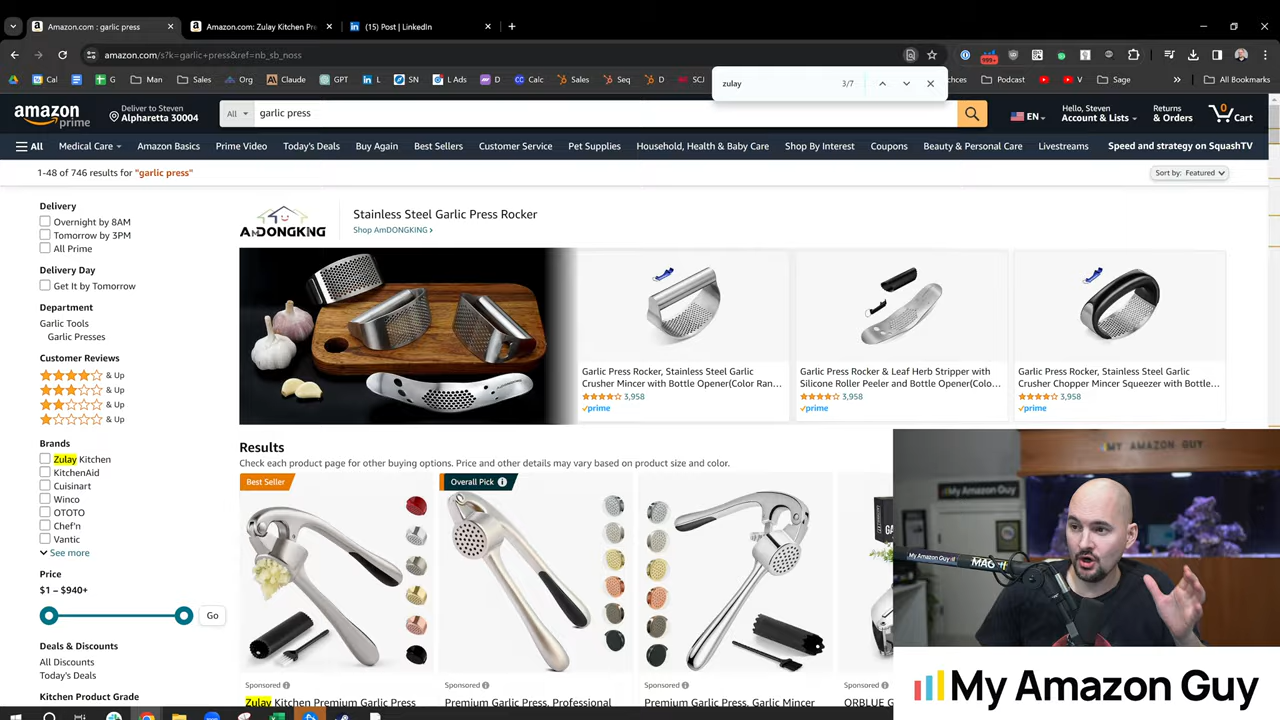 Amazon.com : garlic press
Amazon.com: Zulay Kitchen Pre
(15) Post | LinkedIn
amazon.com/s?k=garlic+press&ref=nb_sb_noss
999+
Cal
G
Man
Sales
Org
Claude
GPT
L
SN
L Ads
D
Calc
Sales
Seq
D
SCI
ches
Podcast
V
Sage
All Bookmarks
zulay
3/7
amazon
prime
Deliver to Steven
Alpharetta 30004
All
garlic press
EN
Hello, Steven
Account & Lists
Returns
& Orders
0
Cart
All
Medical Care
Amazon Basics
Prime Video
Today's Deals
Buy Again
Best Sellers
Customer Service
Pet Supplies
Household, Health & Baby Care
Shop By Interest
Coupons
Beauty & Personal Care
Livestreams
Speed and strategy on SquashTV
1-48 of 746 results for "garlic press"
Sort by: Featured
Delivery
Overnight by 8AM
Tomorrow by 3PM
All Prime
Delivery Day
Get It by Tomorrow
Department
Garlic Tools
Garlic Presses
Customer Reviews
& Up
& Up
& Up
& Up
Brands
Zulay Kitchen
KitchenAid
Cuisinart
Winco
OTOTO
Chef'n
Vantic
See more
Price
$1 – $940+
Go
Deals & Discounts
All Discounts
Today's Deals
Kitchen Product Grade
AMDONGKING
Stainless Steel Garlic Press Rocker
Shop AmDONGKING ›
Garlic Press Rocker, Stainless Steel Garlic
Crusher Mincer with Bottle Opener(Color Ran...
3,958
prime
Garlic Press Rocker & Leaf Herb Stripper with
Silicone Roller Peeler and Bottle Opener(Colo...
3,958
prime
Garlic Press Rocker, Stainless Steel Garlic
Crusher Chopper Mincer Squeezer with Bottle...
3,958
prime
Results
Check each product page for other buying options. Price and other details may vary based on product size and color.
Best Seller
Overall Pick
Sponsored
Zulay Kitchen Premium Garlic Press
Sponsored
Premium Garlic Press, Professional
Sponsored
Premium Garlic Press, Garlic Mincer
Sponsored
ORBLUE G
MY AMAZON GUY
My Amazon Guy
My Amazon Guy
MAG
My Amazon Guy